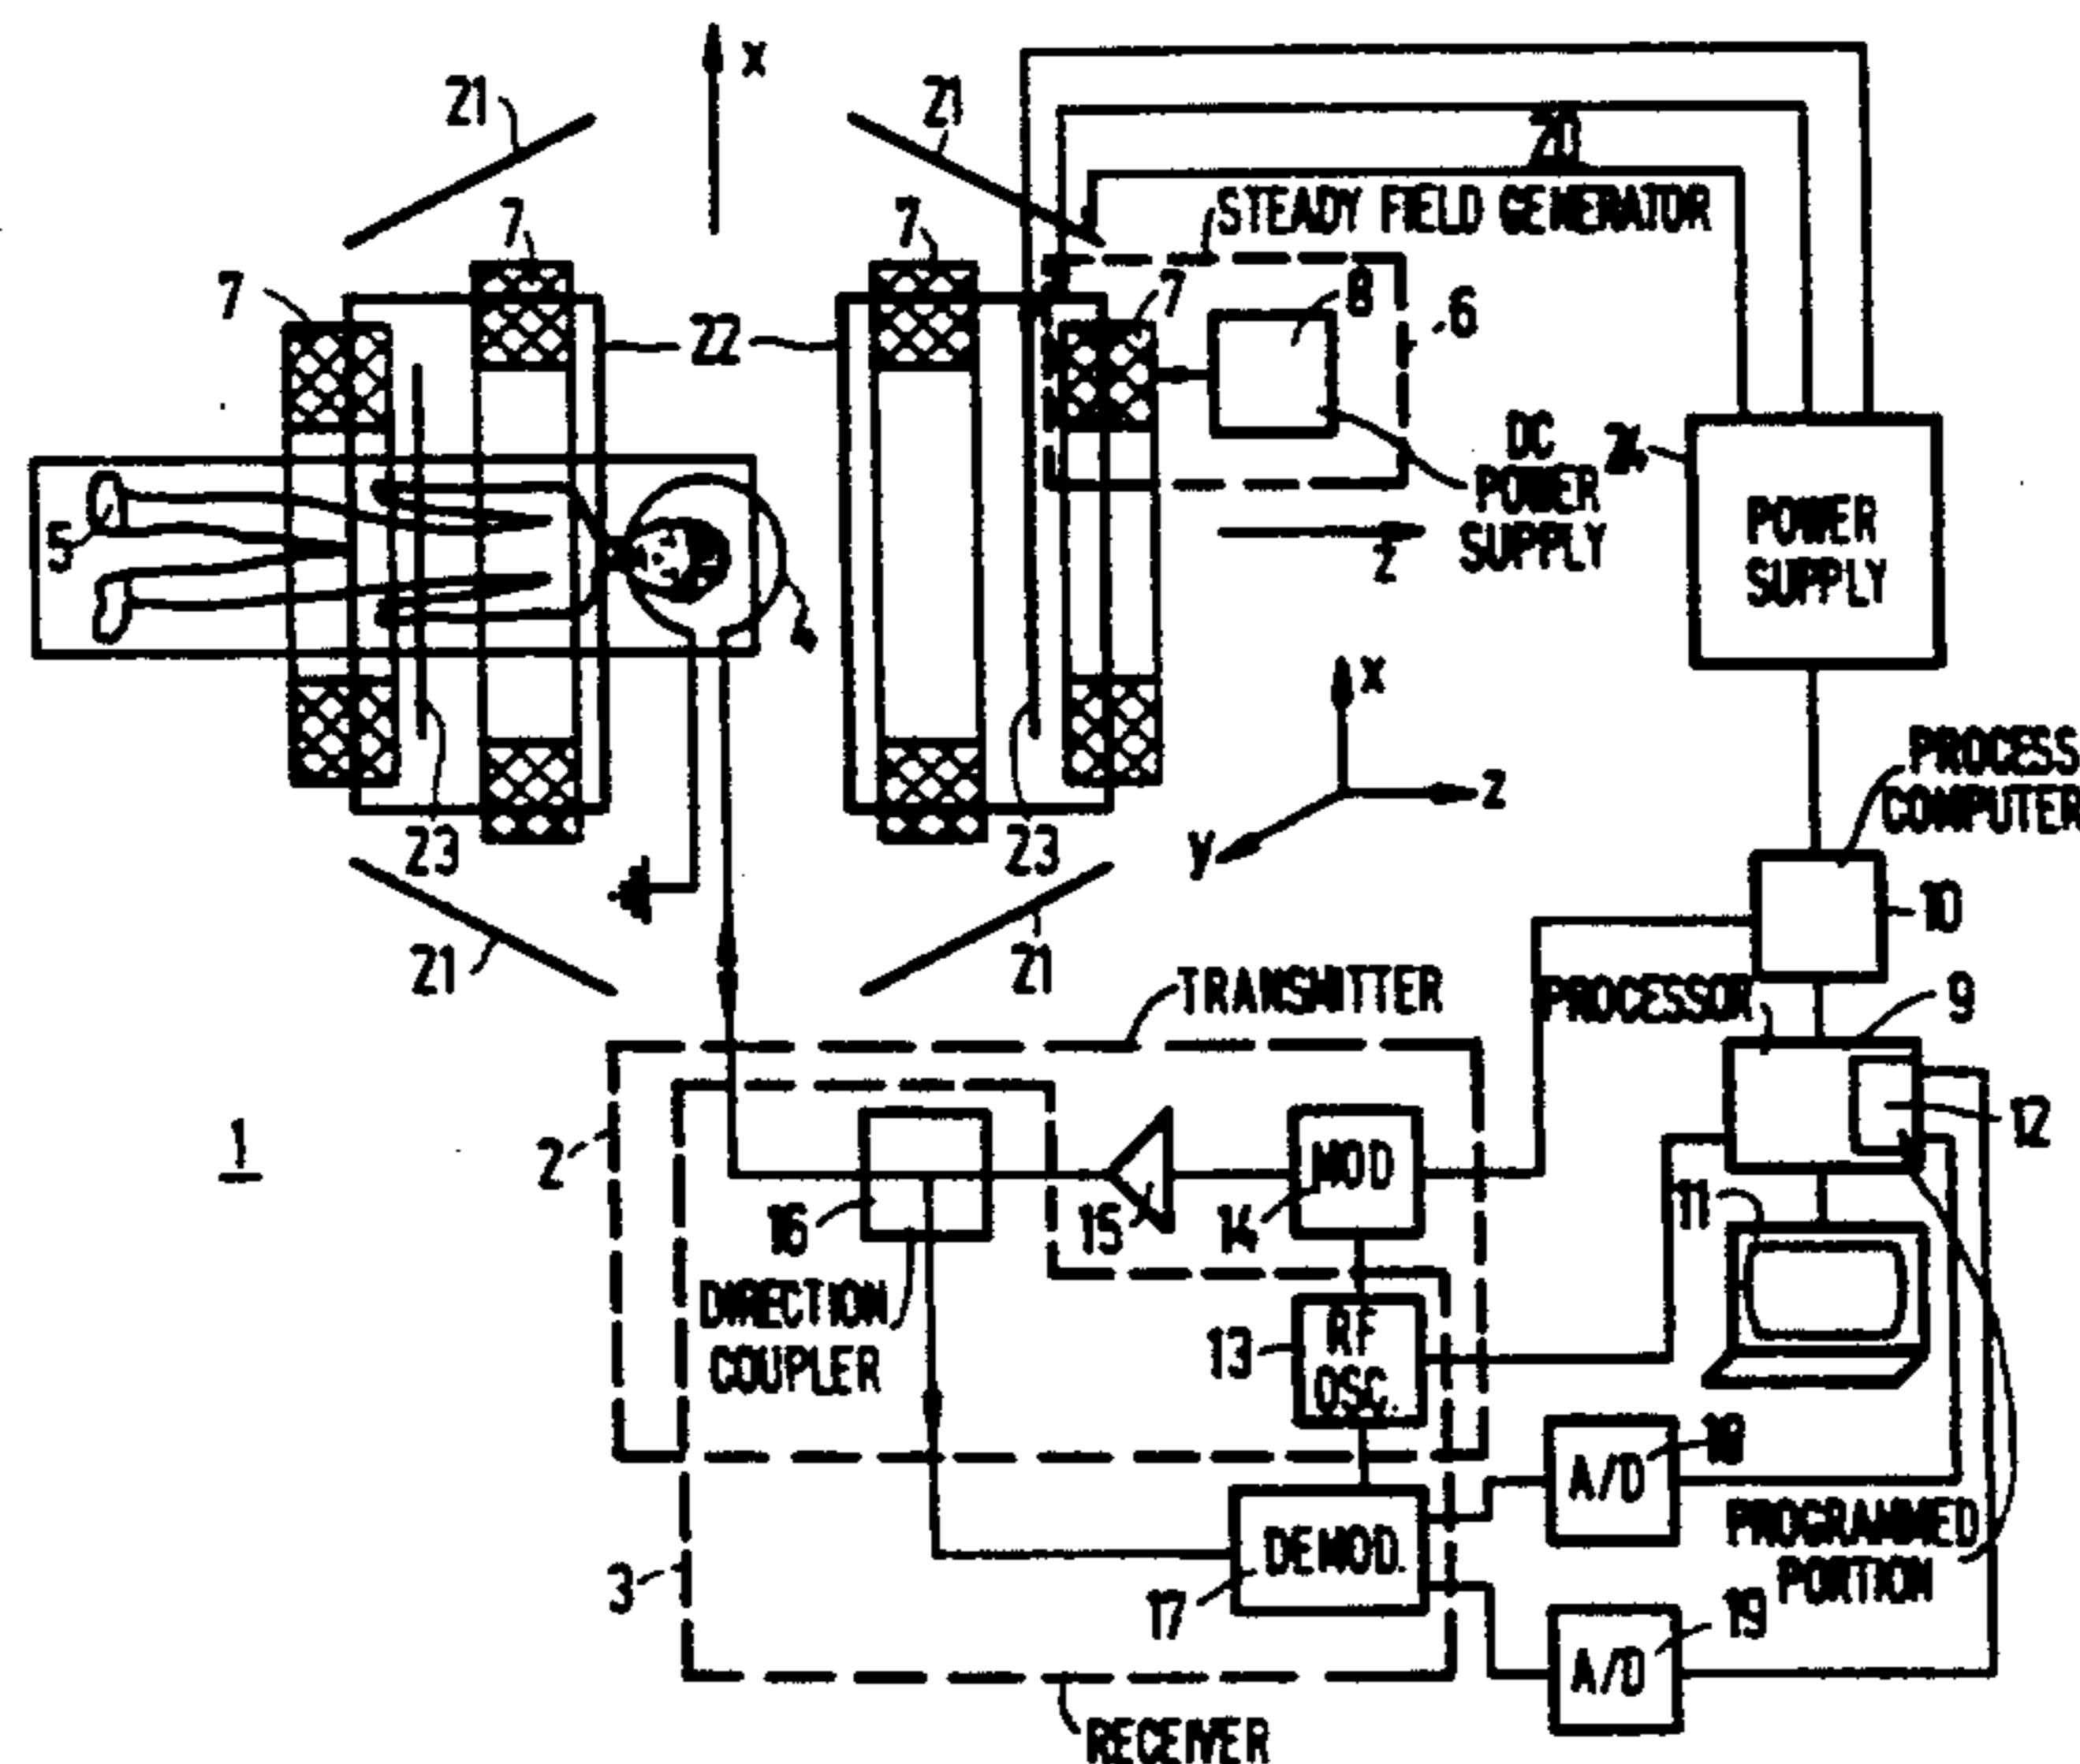 x
21
21
20
STEADY FIELD GENERATOR
7
7
7
7
8
6
22
DC
POWER
SUPPLY
24
POWER
SUPPLY
5
z
4
x
z
y
PROCESS
COMPUTER
23
23
10
21
21
TRANSMITTER
PROCESSOR
9
1
2
12
MOD
16
15
14
11
DIRECTION
COUPLER
13
RF
OSC.
A/D
18
PROGRAMMED
PORTION
DEMOD.
3
17
19
A/D
RECEIVER